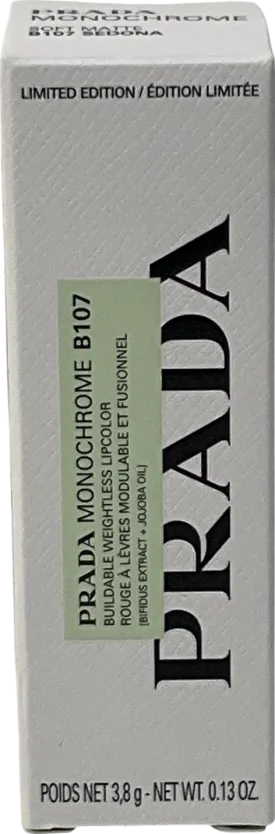 PRADA
MONOCHROME
SOFT MATTE
B107 SEDONA
LIMITED EDITION / ÉDITION LIMITÉE
PRADA MONOCHROME B107
BUILDABLE WEIGHTLESS LIPCOLOR
ROUGE À LÈVRES MODULABLE ET FUSIONNEL
[BIFIDUS EXTRACT + JOJOBA OIL]
PRADA
POIDS NET 3,8 g - NET WT. 0.13 OZ.